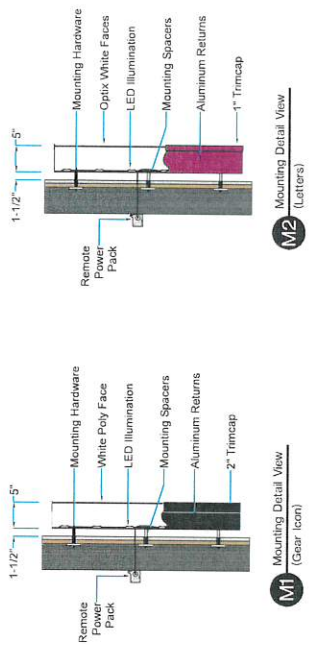 1-1/2"
5"
Mounting Hardware
White Poly Face
LED Illumination
Mounting Spacers
Aluminum Returns
2" Trimcap
Remote
Power
Pack
M1
Mounting Detail View
(Gear Icon)
1-1/2"
5"
Mounting Hardware
Optix White Faces
LED Illumination
Mounting Spacers
Aluminum Returns
1" Trimcap
Remote
Power
Pack
M2
Mounting Detail View
(Letters)